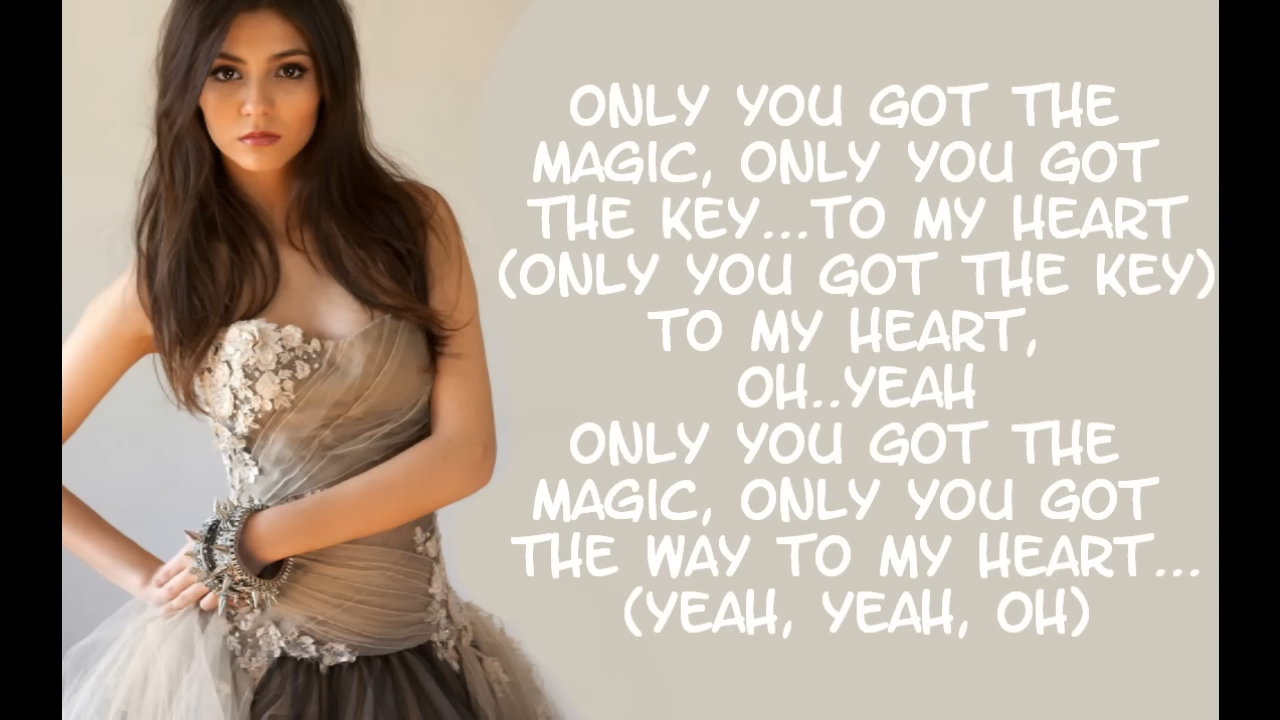 ONLY YOU GOT THE
MAGIC, ONLY YOU GOT
THE KEY...TO MY HEART
(ONLY YOU GOT THE KEY)
TO MY HEART,
OH..YEAH
ONLY YOU GOT THE
MAGIC, ONLY YOU GOT
THE WAY TO MY HEART...
(YEAH, YEAH, OH)